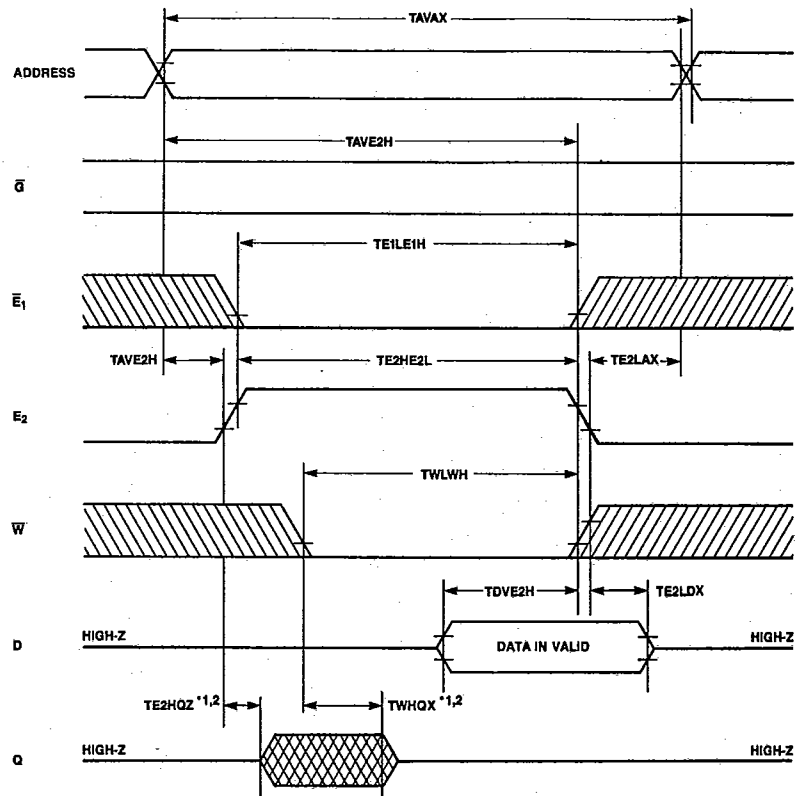 TAVAX
ADDRESS
TAVE2H
G̅
TE1LE1H
E̅₁
TAVE2H
TE2HE2L
TE2LAX
E₂
TWLWH
W̅
TDVE2H
TE2LDX
D
HIGH-Z
DATA IN VALID
HIGH-Z
TE2HQZ *1,2
TWHQX *1,2
Q
HIGH-Z
HIGH-Z